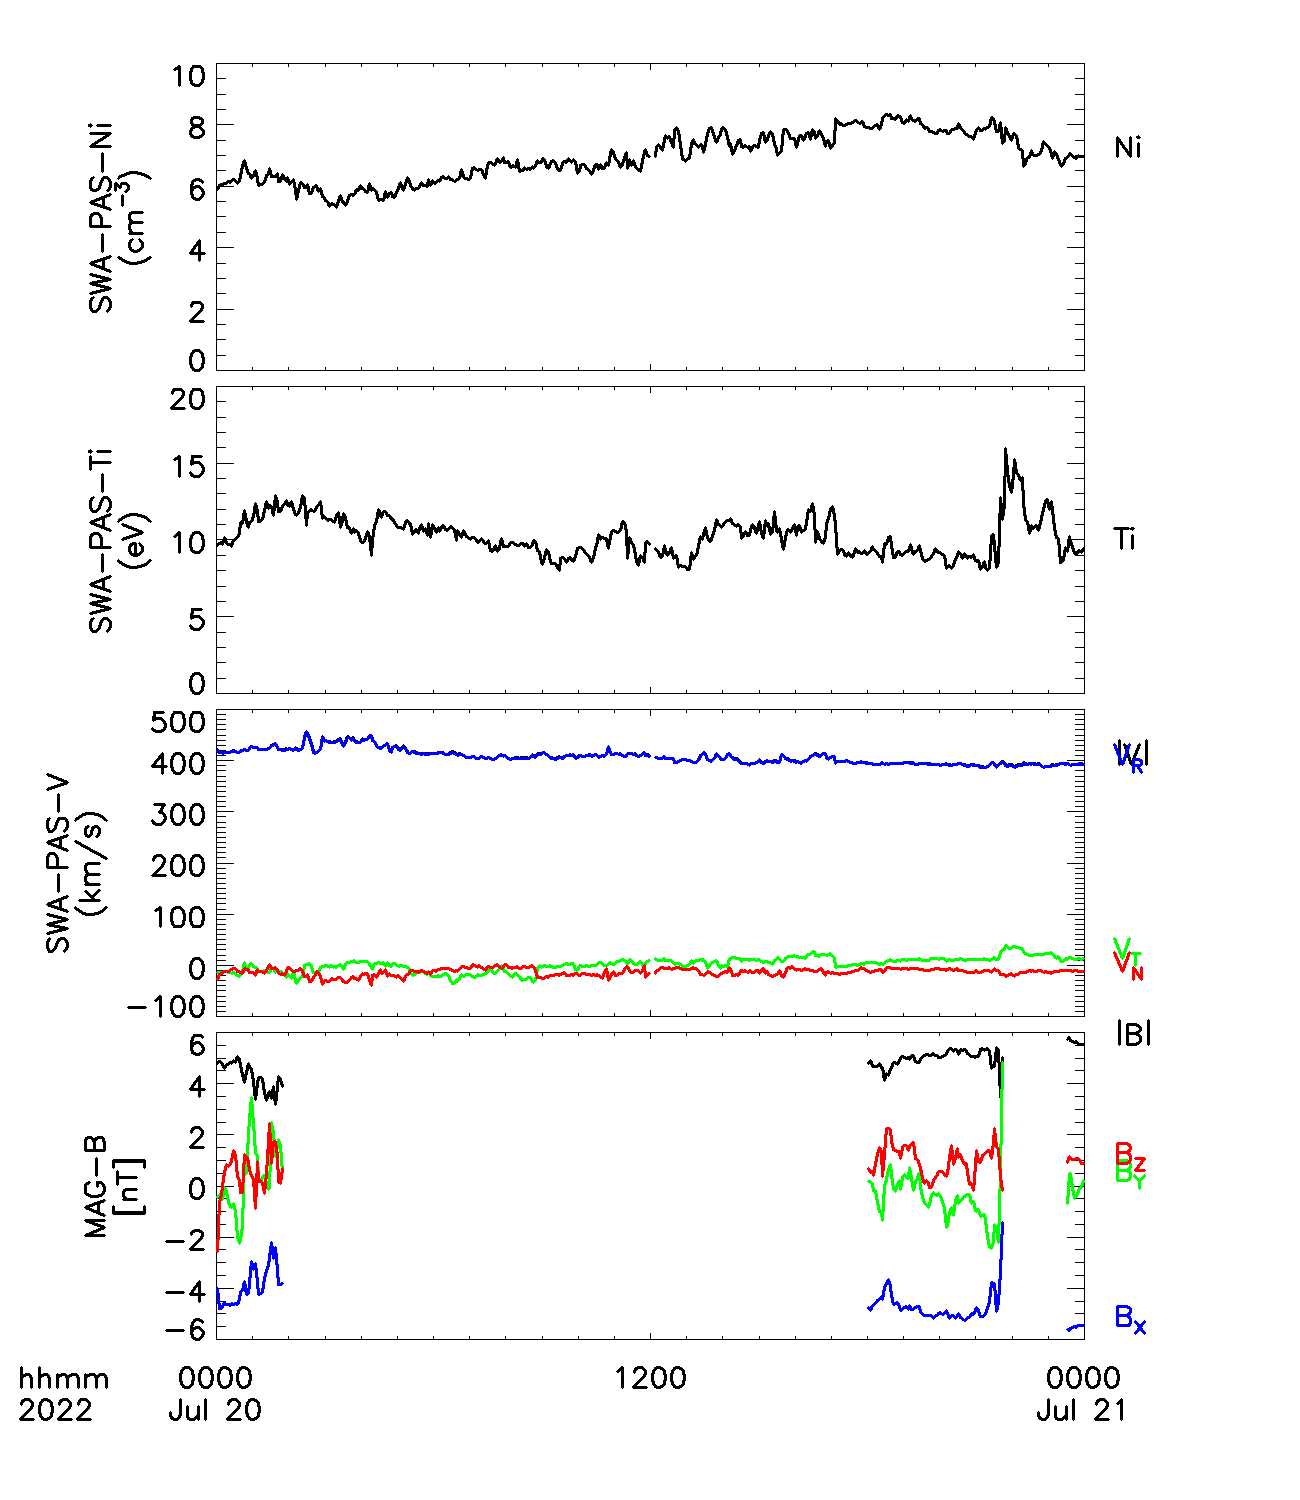 SWA-PAS-Ni
(cm⁻³)
10
8
6
4
2
0
Ni
SWA-PAS-Ti
(eV)
20
15
10
5
0
Ti
SWA-PAS-V
(km/s)
500
400
300
200
100
0
-100
|V|
V_R
V_T
V_N
MAG-B
[nT]
6
4
2
0
-2
-4
-6
|B|
B_Z
B_Y
B_X
hhmm 0000 1200 0000
2022 Jul 20 Jul 21